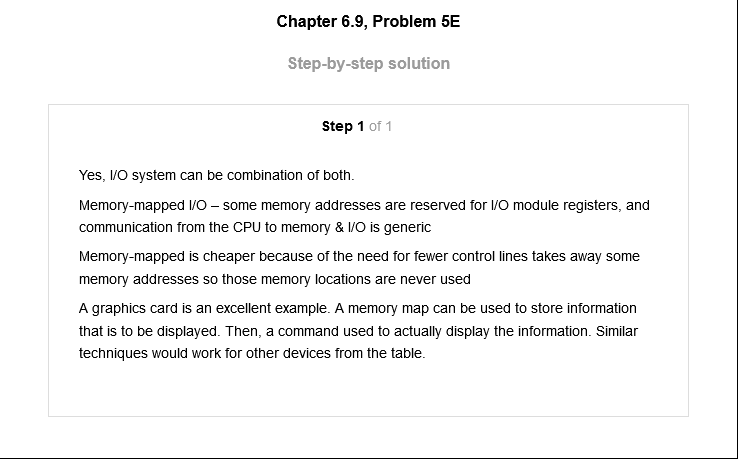 Chapter 6.9, Problem 5E
Step-by-step solution
Step 1 of 1
Yes, I/O system can be combination of both.
Memory-mapped I/O – some memory addresses are reserved for I/O module registers, and
communication from the CPU to memory & I/O is generic
Memory-mapped is cheaper because of the need for fewer control lines takes away some
memory addresses so those memory locations are never used
A graphics card is an excellent example. A memory map can be used to store information
that is to be displayed. Then, a command used to actually display the information. Similar
techniques would work for other devices from the table.